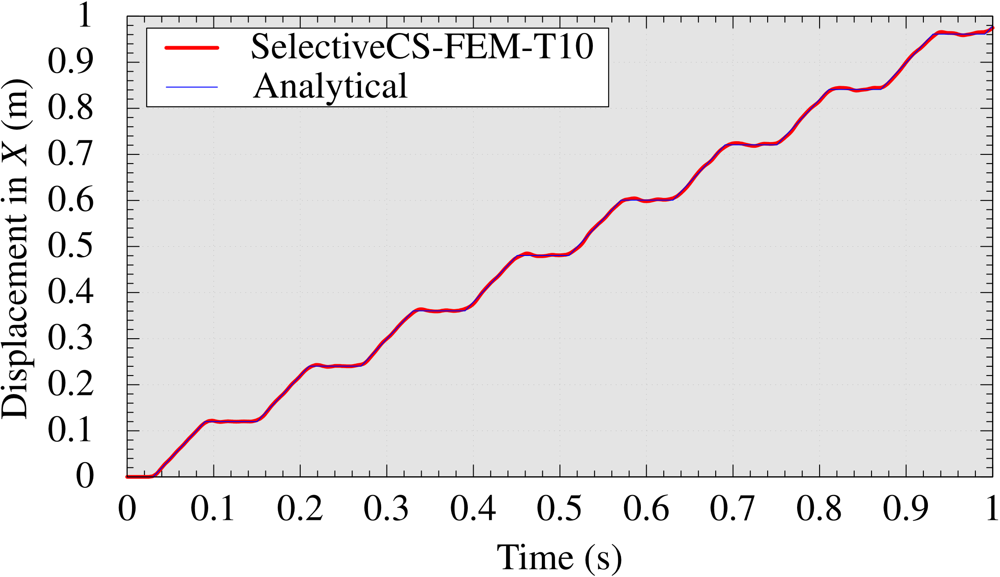 SelectiveCS-FEM-T10
Analytical
Displacement in X (m)
1
0.9
0.8
0.7
0.6
0.5
0.4
0.3
0.2
0.1
0
0 0.1 0.2 0.3 0.4 0.5 0.6 0.7 0.8 0.9 1
Time (s)